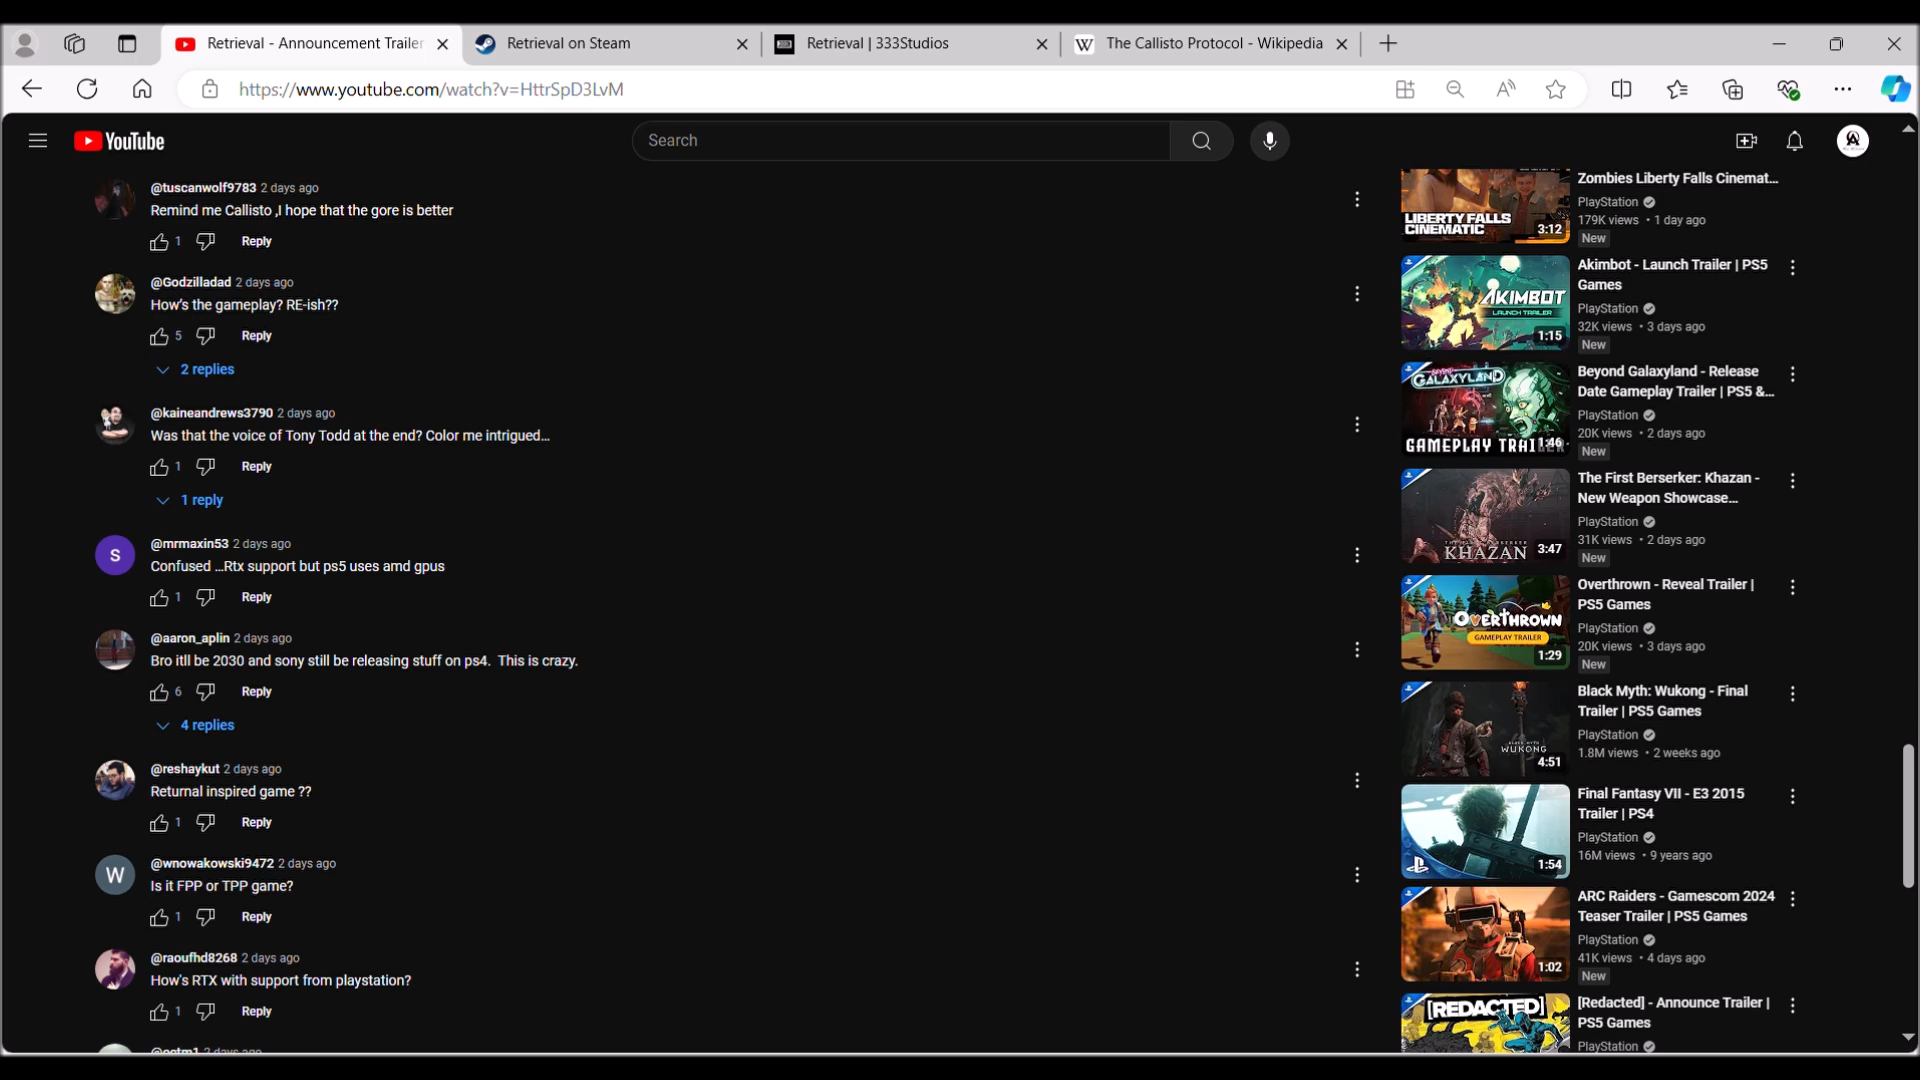 Retrieval - Announcement Trailer
Retrieval on Steam
Retrieval | 333Studios
The Callisto Protocol - Wikipedia
https://www.youtube.com/watch?v=HttrSpD3LvM
YouTube
Search
@tuscanwolf9783 2 days ago
Remind me Callisto ,I hope that the gore is better
1 Reply
@Godzilladad 2 days ago
How's the gameplay? RE-ish??
5 Reply
2 replies
@kaineandrews3790 2 days ago
Was that the voice of Tony Todd at the end? Color me intrigued...
1 Reply
1 reply
S
@mrmaxin53 2 days ago
Confused ...Rtx support but ps5 uses amd gpus
1 Reply
@aaron_aplin 2 days ago
Bro itll be 2030 and sony still be releasing stuff on ps4.  This is crazy.
6 Reply
4 replies
@reshaykut 2 days ago
Returnal inspired game ??
1 Reply
W
@wnowakowski9472 2 days ago
Is it FPP or TPP game?
1 Reply
@raoufhd8268 2 days ago
How's RTX with support from playstation?
1 Reply
LIBERTY FALLS
CINEMATIC
3:12
Zombies Liberty Falls Cinemat...
PlayStation
179K views • 1 day ago
New
AKIMBOT
LAUNCH TRAILER
1:15
Akimbot - Launch Trailer | PS5
Games
PlayStation
32K views • 3 days ago
New
BEYOND
GALAXYLAND
GAMEPLAY TRAILER
1:46
Beyond Galaxyland - Release
Date Gameplay Trailer | PS5 &...
PlayStation
20K views • 2 days ago
New
THE FIRST BERSERKER:
KHAZAN
3:47
The First Berserker: Khazan -
New Weapon Showcase...
PlayStation
31K views • 2 days ago
New
OVERTHROWN
GAMEPLAY TRAILER
1:29
Overthrown - Reveal Trailer |
PS5 Games
PlayStation
20K views • 3 days ago
New
BLACK MYTH
WUKONG
4:51
Black Myth: Wukong - Final
Trailer | PS5 Games
PlayStation
1.8M views • 2 weeks ago
1:54
Final Fantasy VII - E3 2015
Trailer | PS4
PlayStation
16M views • 9 years ago
1:02
ARC Raiders - Gamescom 2024
Teaser Trailer | PS5 Games
PlayStation
41K views • 4 days ago
New
[REDACTED]
[Redacted] - Announce Trailer |
PS5 Games
PlayStation